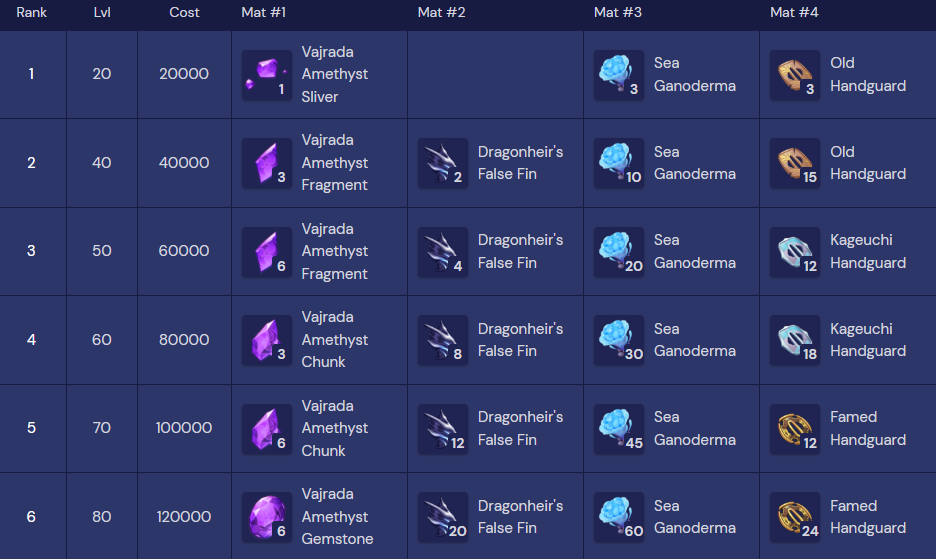 Rank Lvl Cost Mat #1 Mat #2 Mat #3 Mat #4
1 20 20000 1 Vajrada Amethyst Sliver 3 Sea Ganoderma 3 Old Handguard
2 40 40000 3 Vajrada Amethyst Fragment 2 Dragonheir's False Fin 10 Sea Ganoderma 15 Old Handguard
3 50 60000 6 Vajrada Amethyst Fragment 4 Dragonheir's False Fin 20 Sea Ganoderma 12 Kageuchi Handguard
4 60 80000 3 Vajrada Amethyst Chunk 8 Dragonheir's False Fin 30 Sea Ganoderma 18 Kageuchi Handguard
5 70 100000 6 Vajrada Amethyst Chunk 12 Dragonheir's False Fin 45 Sea Ganoderma 12 Famed Handguard
6 80 120000 6 Vajrada Amethyst Gemstone 20 Dragonheir's False Fin 60 Sea Ganoderma 24 Famed Handguard